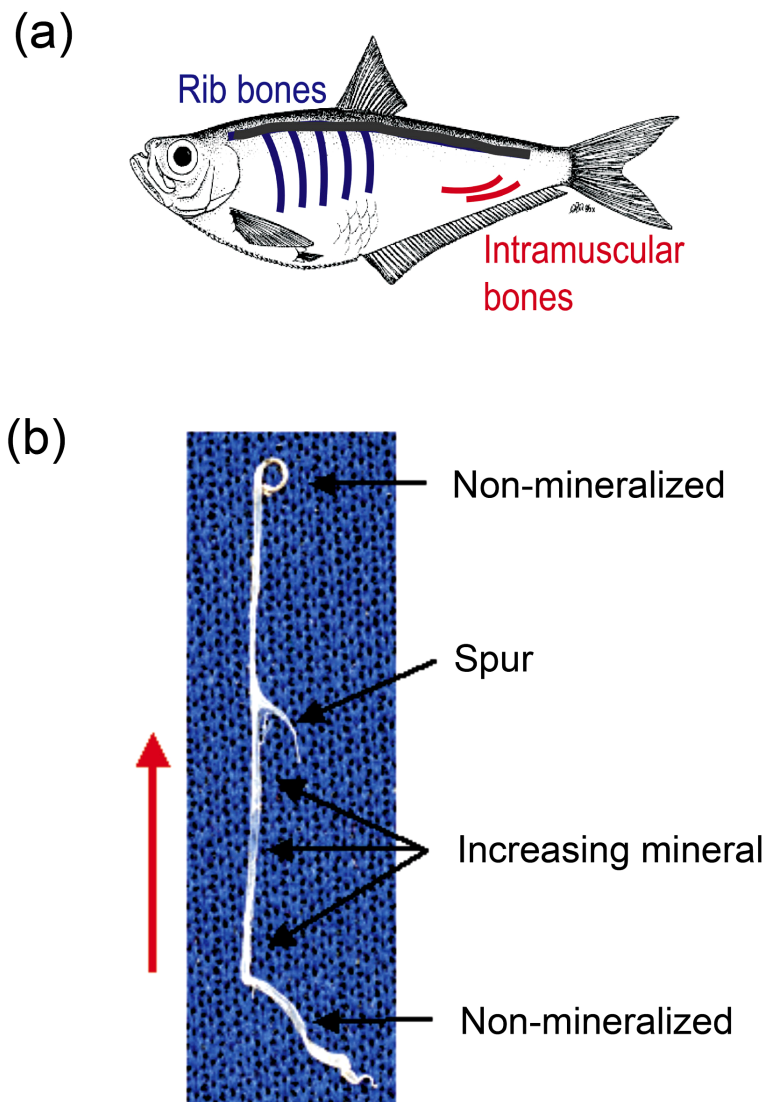 (a)
Rib bones
Intramuscular
bones
(b)
Non-mineralized
Spur
Increasing mineral
Non-mineralized